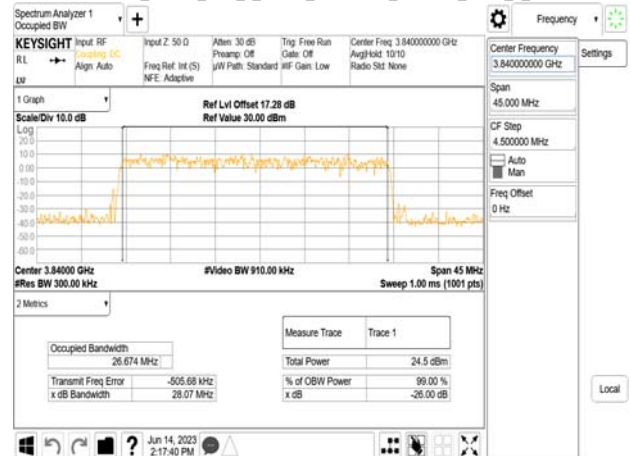 Spectrum Analyzer 1
Occupied BW
+
Frequency
KEYSIGHT
Input: RF
Coupling: DC
Align: Auto
Input Z: 50 Ω
Freq Ref: Int (S)
NFE: Adaptive
Atten: 30 dB
Preamp: Off
µW Path: Standard
Trig: Free Run
Gate: Off
#IF Gain: Low
Center Freq: 3.840000000 GHz
Avg|Hold: 10/10
Radio Std: None
RL
Center Frequency
3.840000000 GHz
Settings
Span
45.000 MHz
CF Step
4.500000 MHz
Auto
Man
Freq Offset
0 Hz
Local
1 Graph
Scale/Div 10.0 dB
Ref Lvl Offset 17.28 dB
Ref Value 30.00 dBm
Log
20.0
10.0
0.00
-10.0
-20.0
-30.0
-40.0
-50.0
-60.0
Center 3.84000 GHz
#Res BW 300.00 kHz
#Video BW 910.00 kHz
Span 45 MHz
Sweep 1.00 ms (1001 pts)
2 Metrics
Measure Trace Trace 1
Occupied Bandwidth
26.674 MHz
Total Power 24.5 dBm
Transmit Freq Error -505.68 kHz
% of OBW Power 99.00 %
x dB Bandwidth 28.07 MHz
x dB -26.00 dB
?
Jun 14, 2023
2:17:40 PM